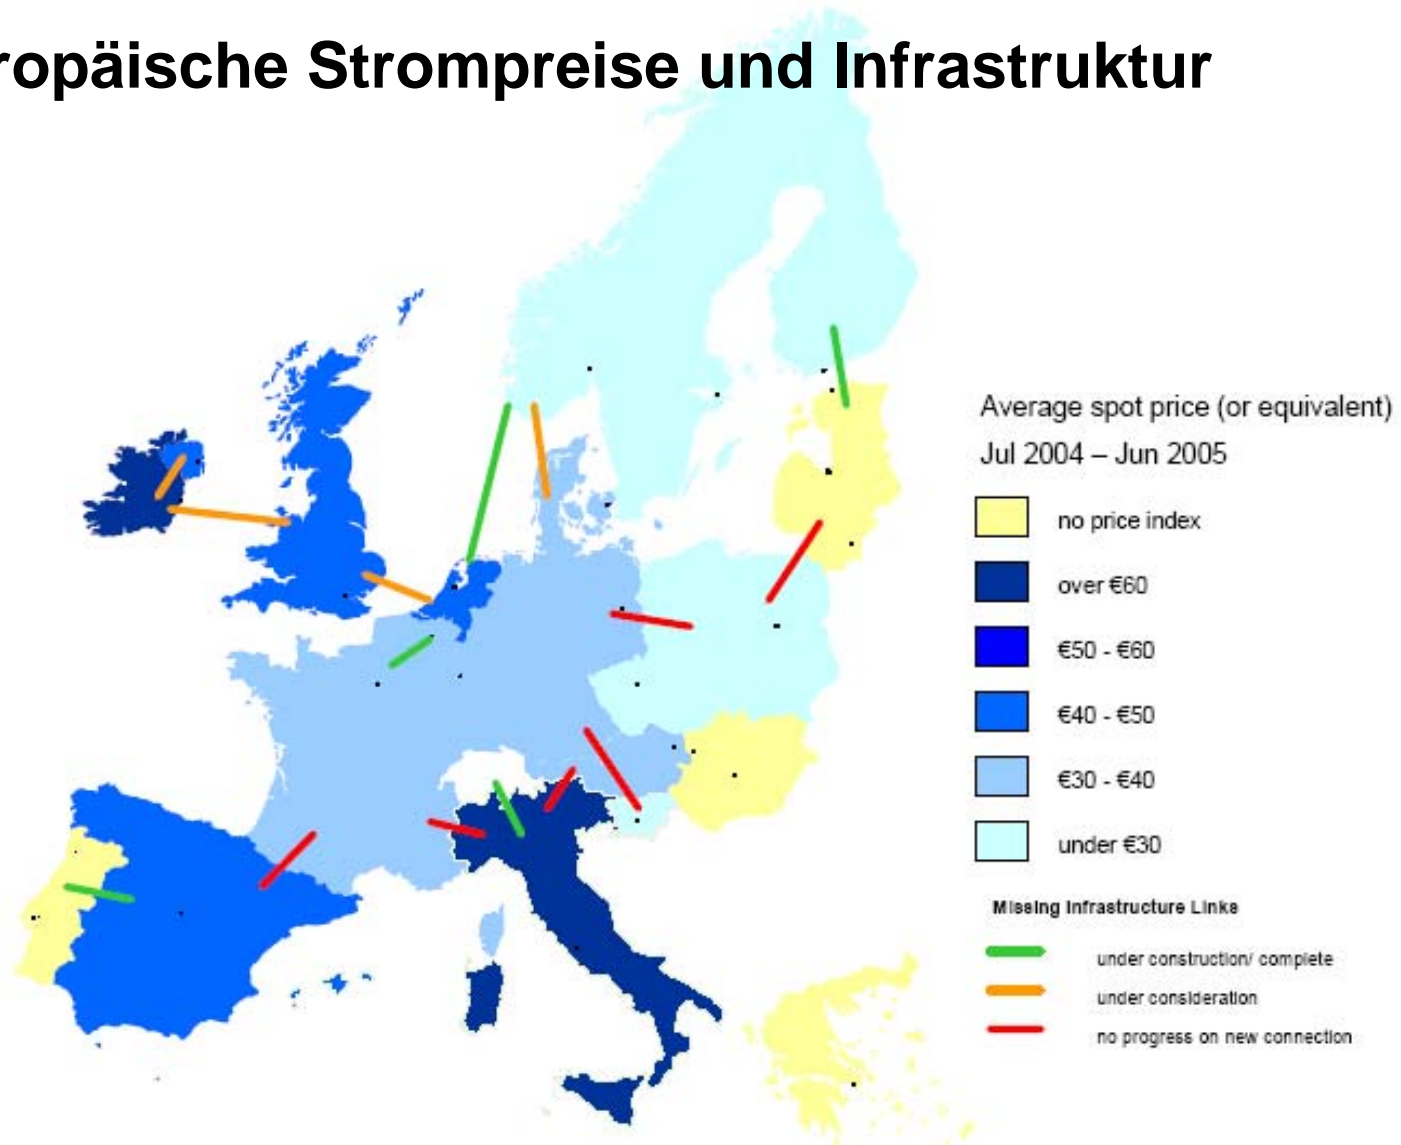 ropäische Strompreise und Infrastruktur
Average spot price (or equivalent)
Jul 2004 – Jun 2005
no price index
over €60
€50 - €60
€40 - €50
€30 - €40
under €30
Missing Infrastructure Links
under construction/ complete
under consideration
no progress on new connection